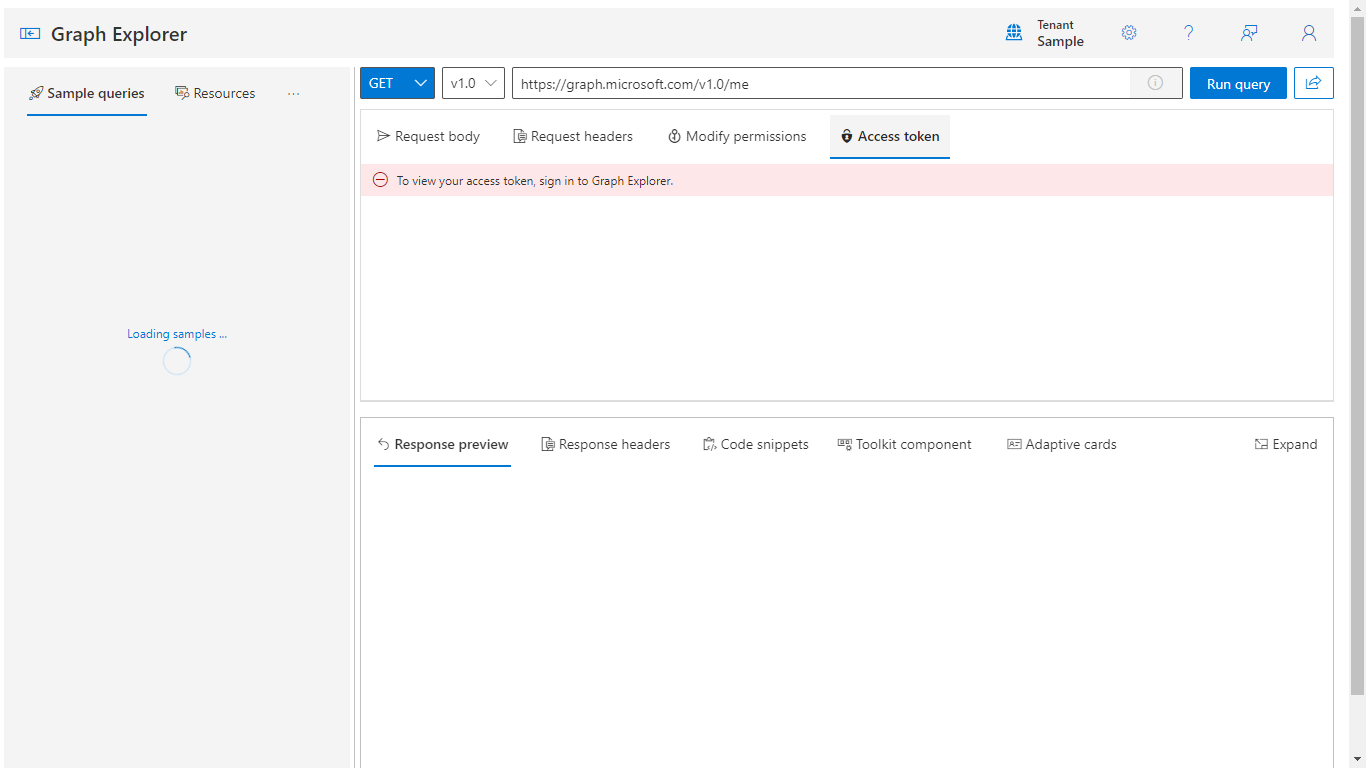 Graph Explorer
Tenant
Sample
Sample queries
Resources
GET
v1.0
https://graph.microsoft.com/v1.0/me
Run query
Request body
Request headers
Modify permissions
Access token
To view your access token, sign in to Graph Explorer.
Loading samples ...
Response preview
Response headers
Code snippets
Toolkit component
Adaptive cards
Expand